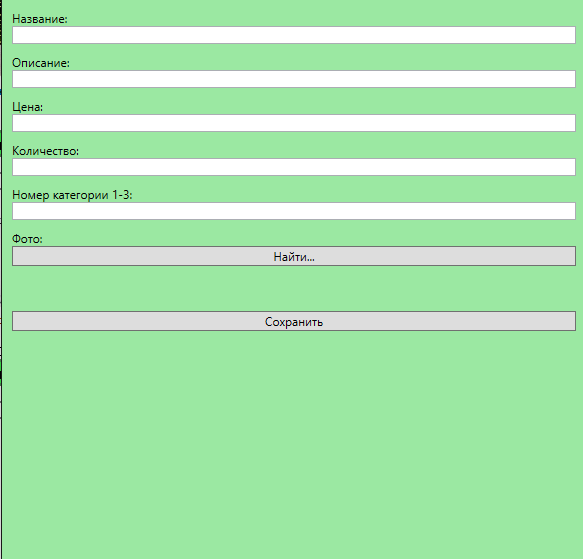 Название:
Описание:
Цена:
Количество:
Номер категории 1-3:
Фото:
Найти...
Сохранить